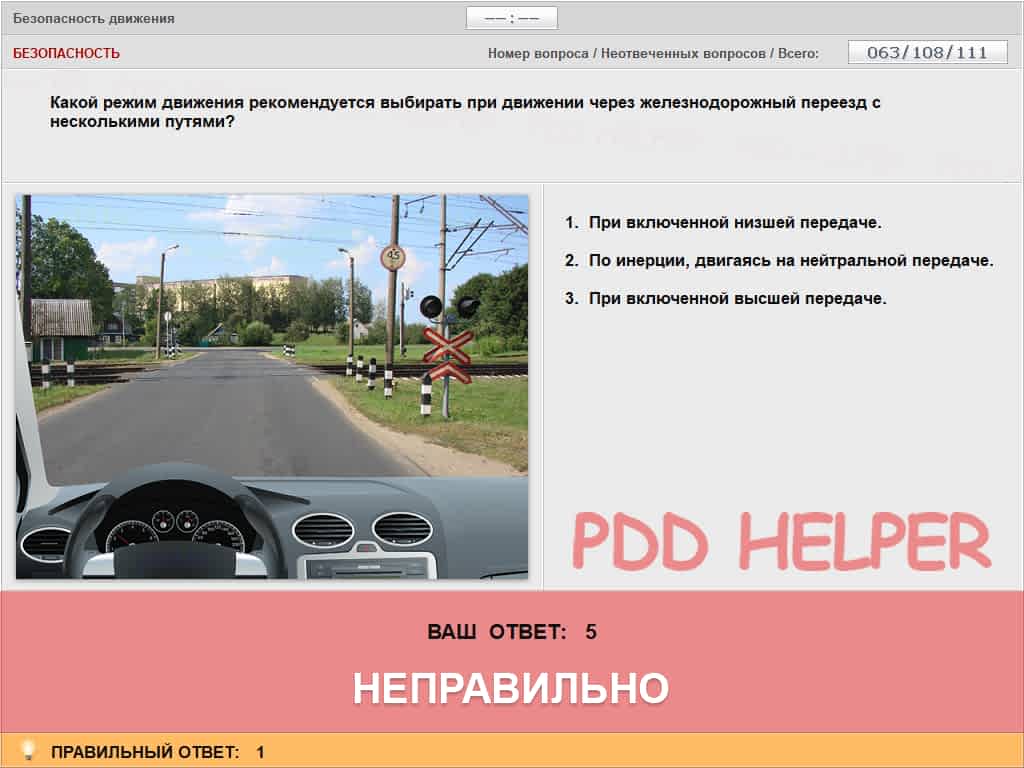 Безопасность движения
––:––
БЕЗОПАСНОСТЬ
Номер вопроса / Неотвеченных вопросов / Всего:
063/108/111
Какой режим движения рекомендуется выбирать при движении через железнодорожный переезд с
несколькими путями?
45
1. При включенной низшей передаче.
2. По инерции, двигаясь на нейтральной передаче.
3. При включенной высшей передаче.
PDD HELPER
ВАШ ОТВЕТ: 5
НЕПРАВИЛЬНО
ПРАВИЛЬНЫЙ ОТВЕТ: 1